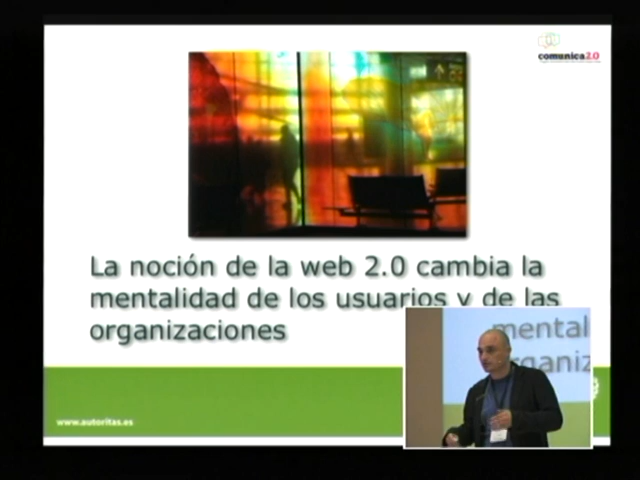 comunica2.0
La noción de la web 2.0 cambia la
mentalidad de los usuarios y de las
organizaciones
mental
rganiz
www.autoritas.es